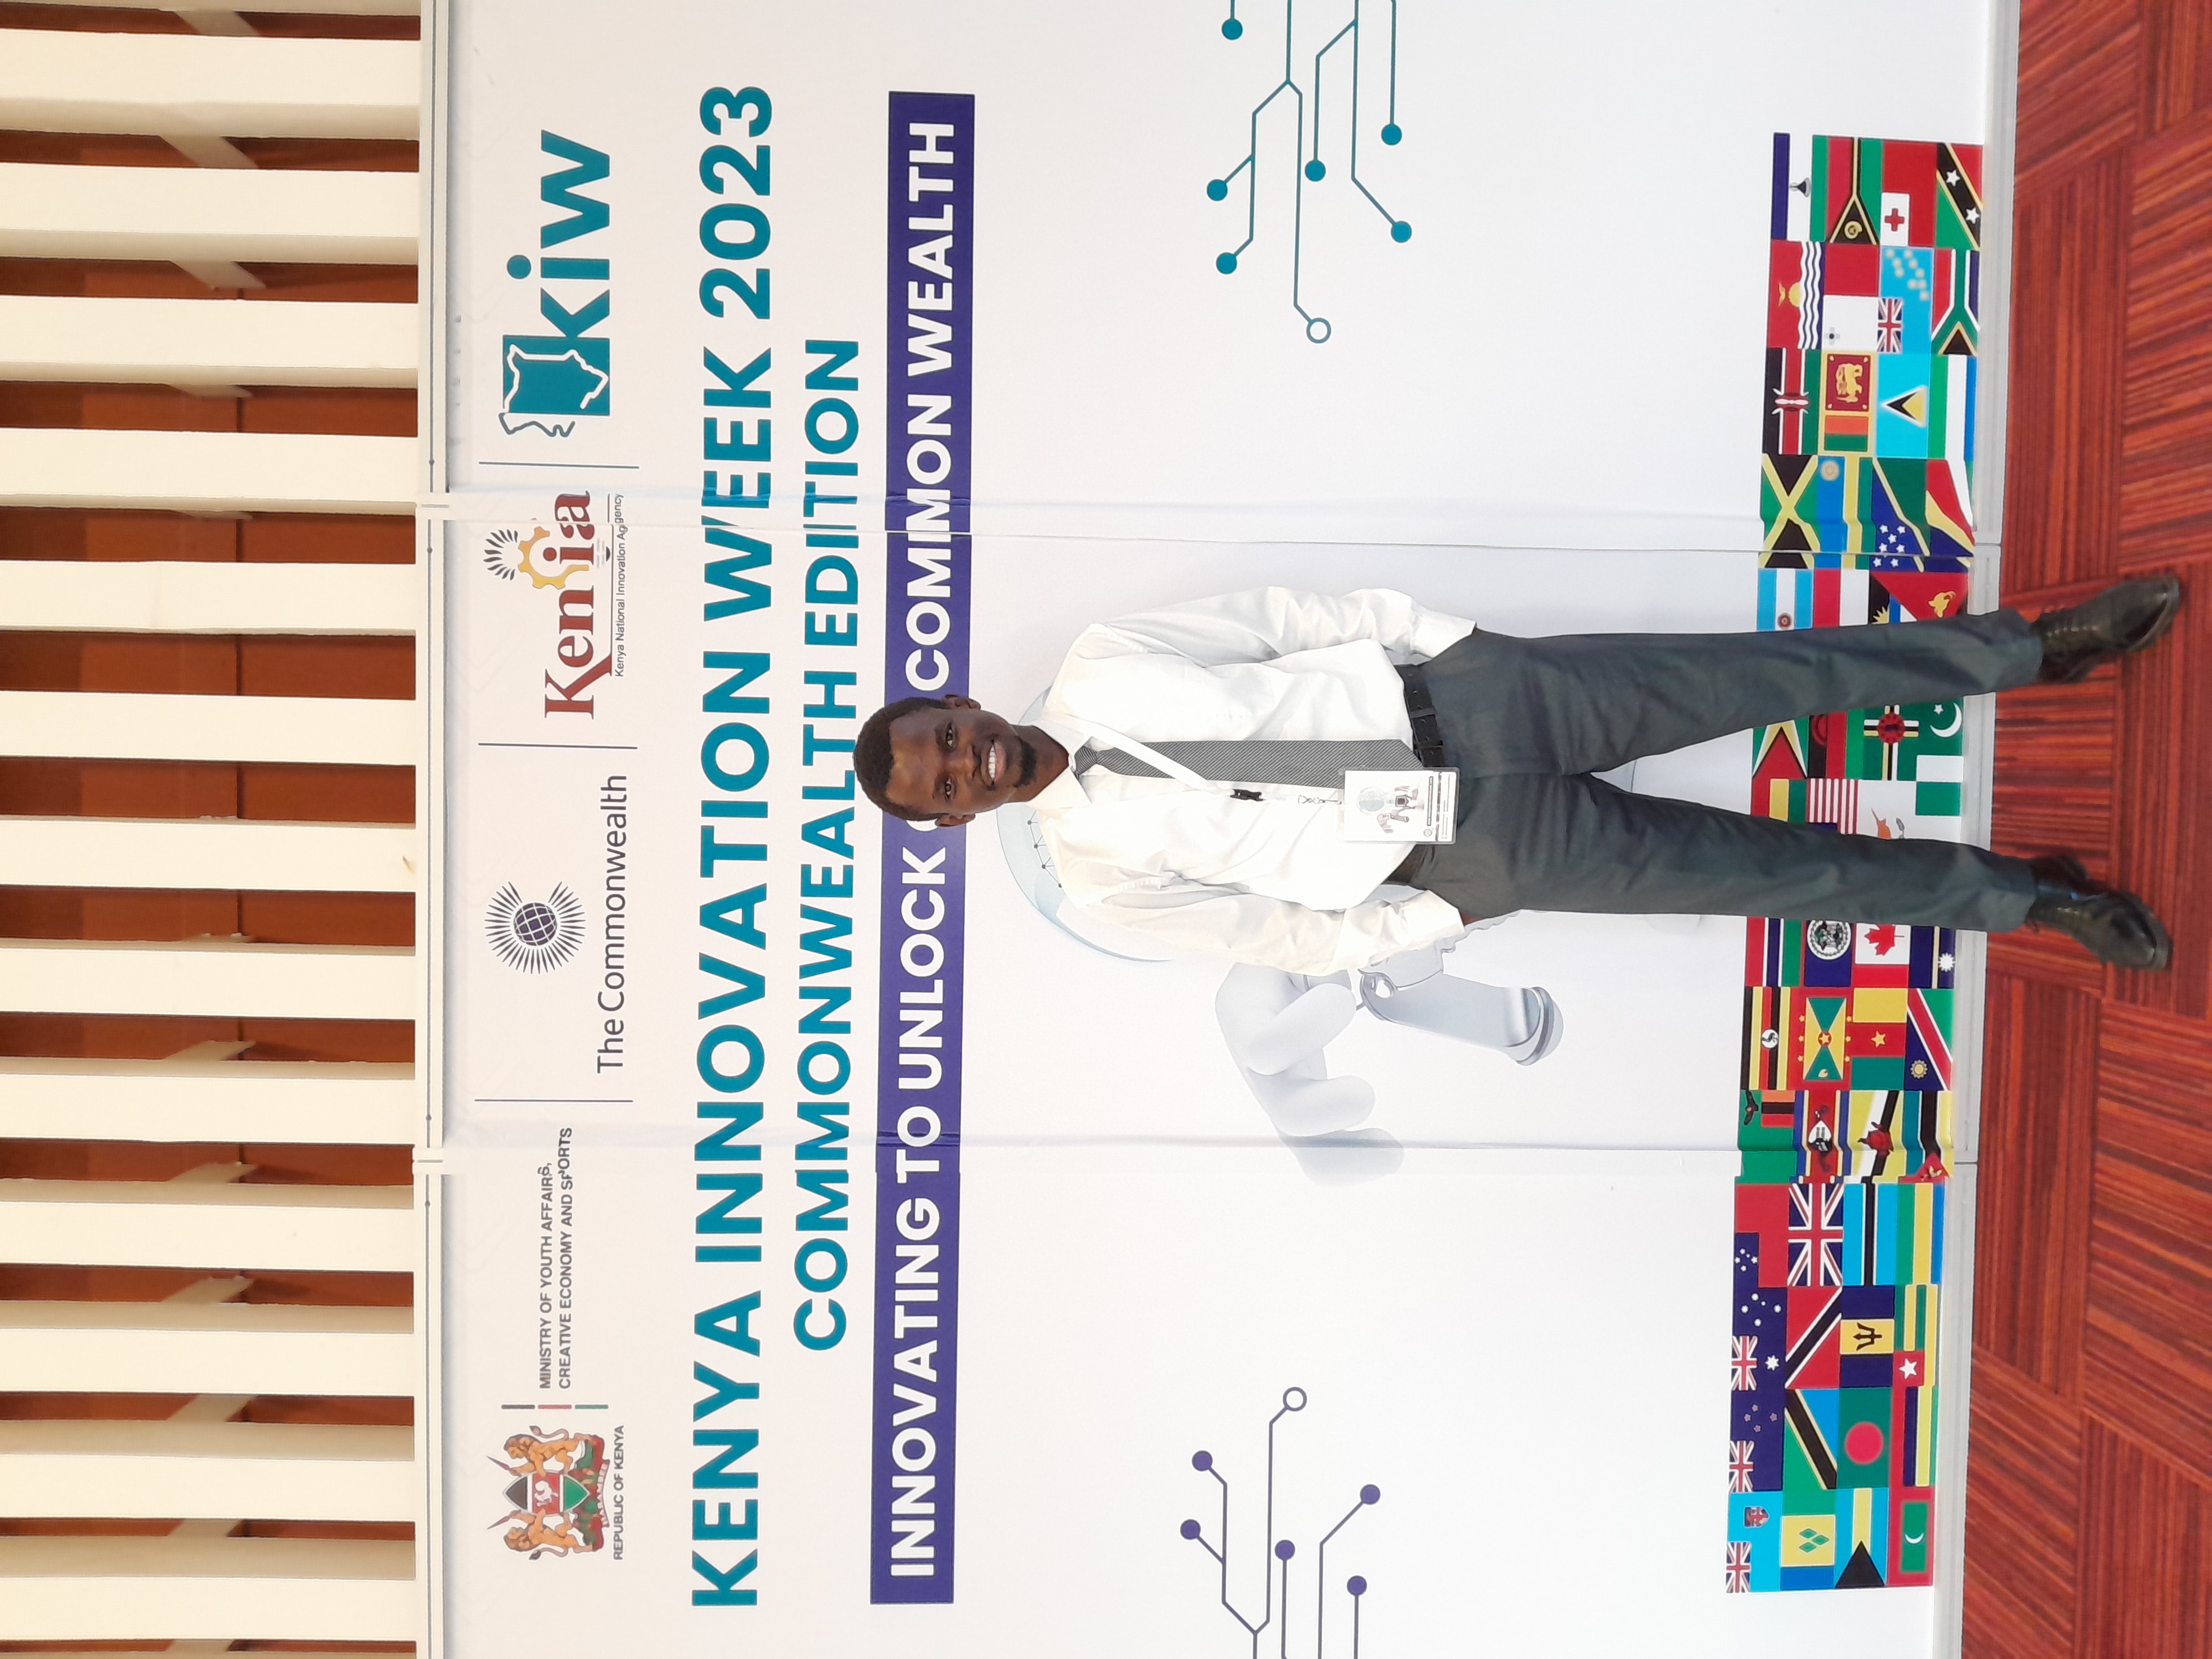 MINISTRY OF YOUTH AFFAIRS,
CREATIVE ECONOMY AND SPORTS
HARAMBEE
REPUBLIC OF KENYA
The Commonwealth
Kenia
Kenya National Innovation Agency
kiw
KENYA INNOVATION WEEK 2023
COMMONWEALTH EDITION
INNOVATING TO UNLOCK COMMON WEALTH